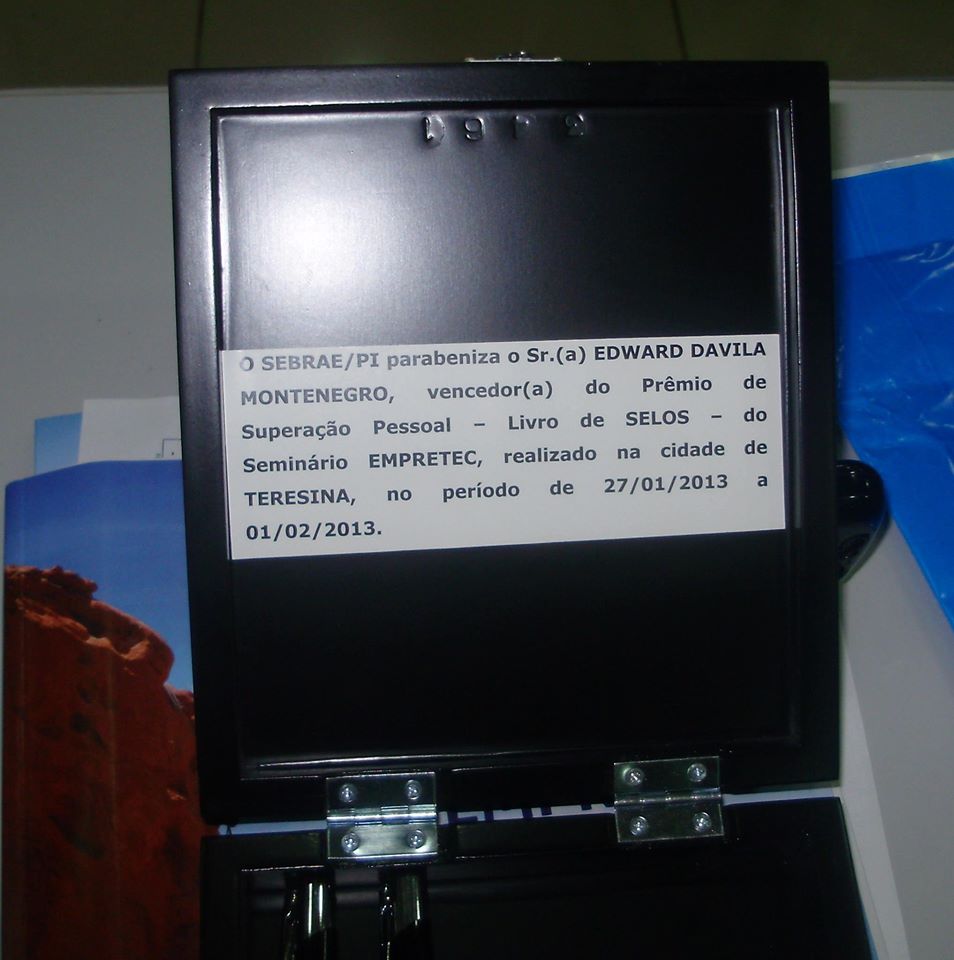 O SEBRAE/PI parabeniza o Sr.(a) EDWARD DAVILA
MONTENEGRO, vencedor(a) do Prêmio de
Superação Pessoal – Livro de SELOS – do
Seminário EMPRETEC, realizado na cidade de
TERESINA, no período de 27/01/2013 a
01/02/2013.